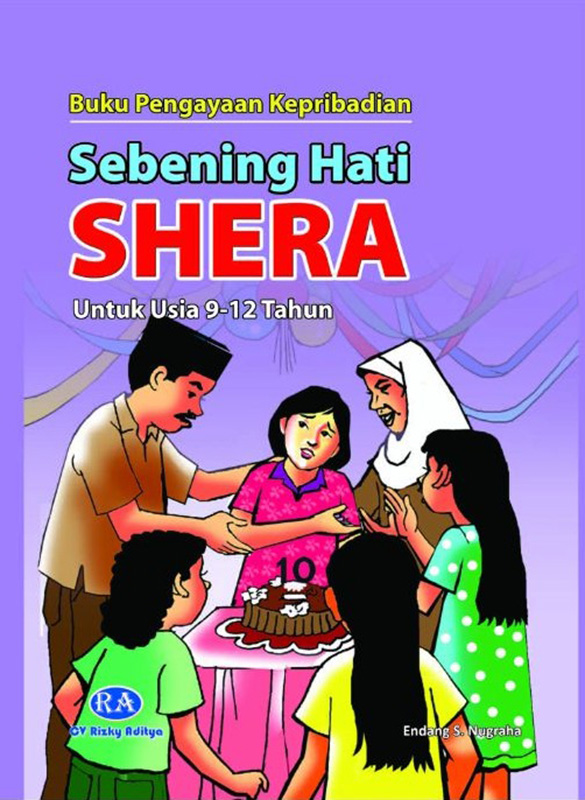 Buku Pengayaan Kepribadian
Sebening Hati
SHERA
Untuk Usia 9-12 Tahun
10
RA
CV Rizky Aditya
Endang S. Nugraha